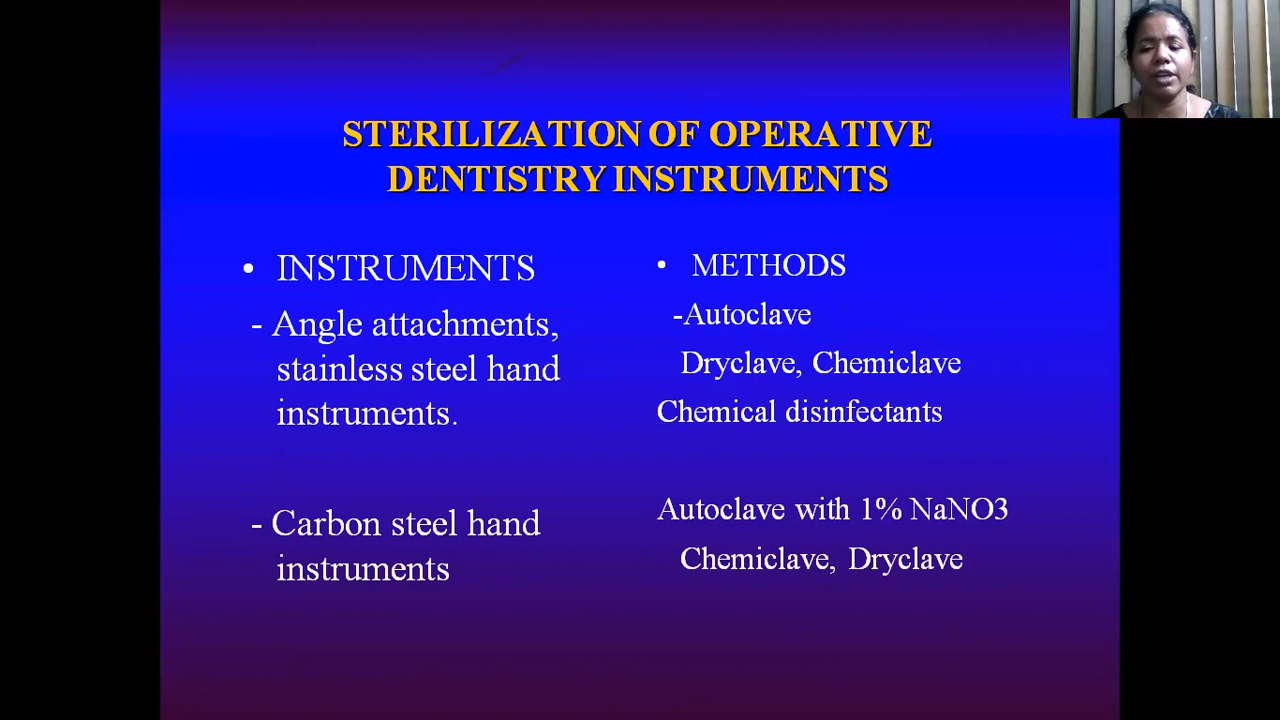 STERILIZATION OF OPERATIVE
DENTISTRY INSTRUMENTS
• INSTRUMENTS
- Angle attachments,
stainless steel hand
instruments.
- Carbon steel hand
instruments
• METHODS
-Autoclave
Dryclave, Chemiclave
Chemical disinfectants
Autoclave with 1% NaNO3
Chemiclave, Dryclave